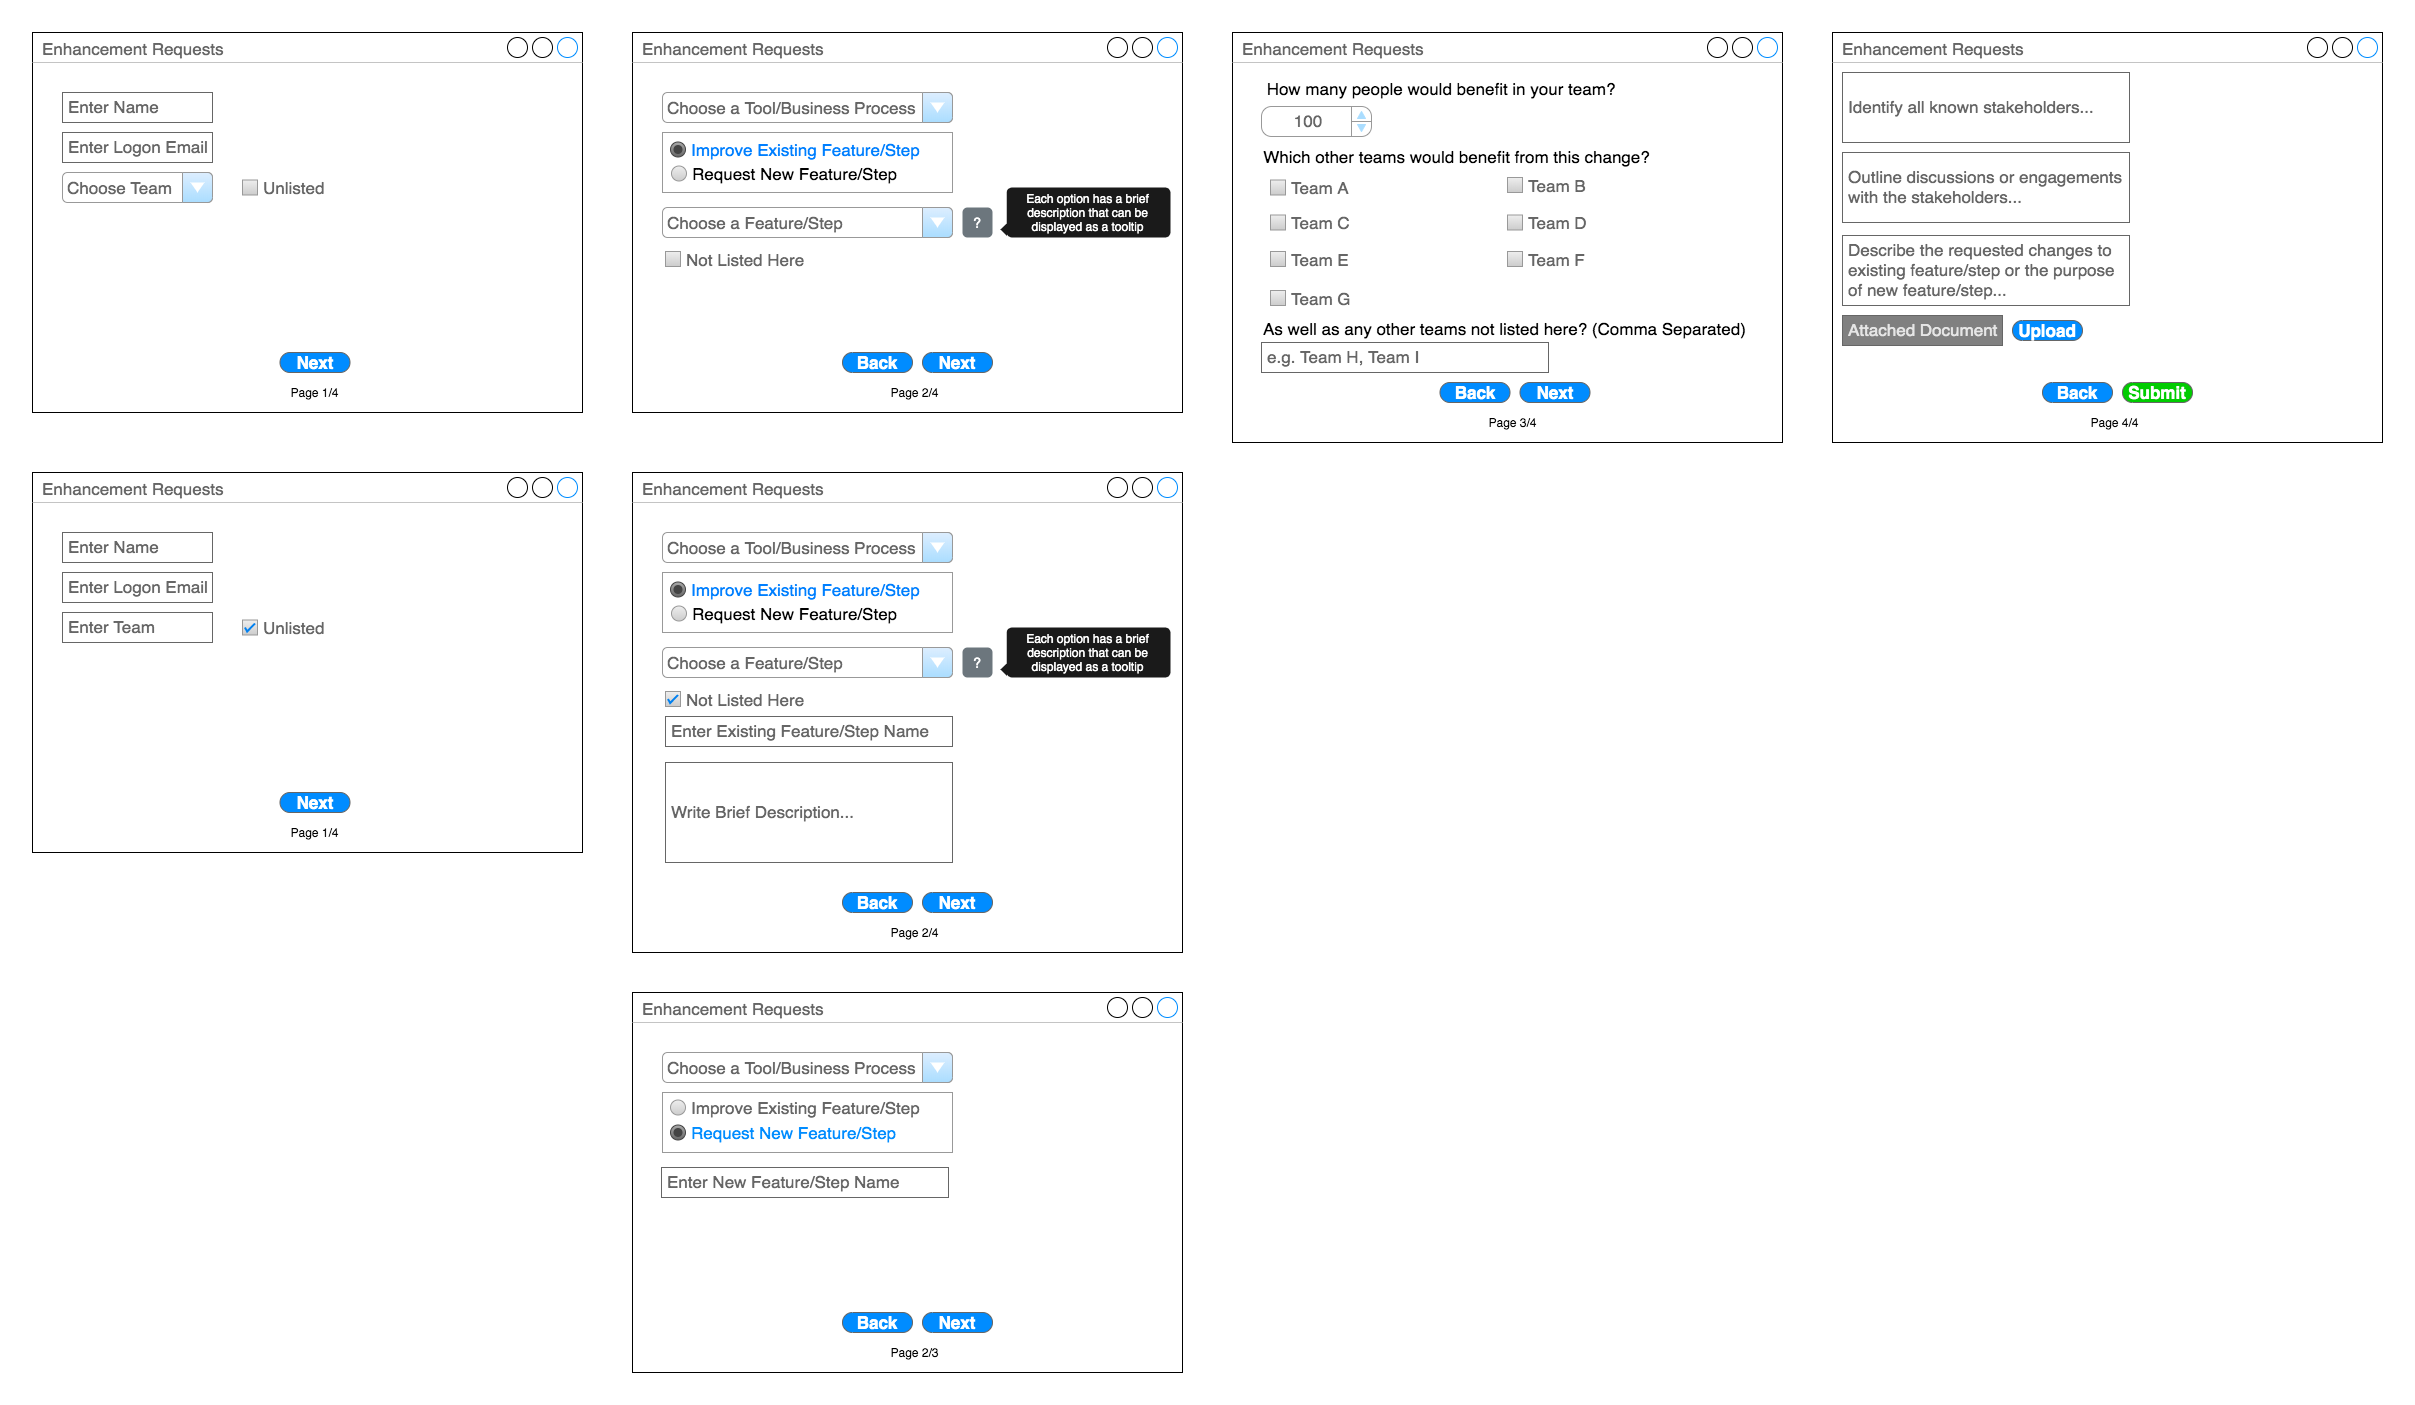 Enhancement Requests
Enter Name
Enter Logon Email
Choose Team
Unlisted
Next
Page 1/4
Enhancement Requests
Choose a Tool/Business Process
Improve Existing Feature/Step
Request New Feature/Step
Choose a Feature/Step
?
Each option has a brief
description that can be
displayed as a tooltip
Not Listed Here
Back
Next
Page 2/4
Enhancement Requests
How many people would benefit in your team?
100
Which other teams would benefit from this change?
Team A
Team B
Team C
Team D
Team E
Team F
Team G
As well as any other teams not listed here? (Comma Separated)
e.g. Team H, Team I
Back
Next
Page 3/4
Enhancement Requests
Identify all known stakeholders...
Outline discussions or engagements
with the stakeholders...
Describe the requested changes to
existing feature/step or the purpose
of new feature/step...
Attached Document
Upload
Back
Submit
Page 4/4
Enhancement Requests
Enter Name
Enter Logon Email
Enter Team
Unlisted
Next
Page 1/4
Enhancement Requests
Choose a Tool/Business Process
Improve Existing Feature/Step
Request New Feature/Step
Choose a Feature/Step
?
Each option has a brief
description that can be
displayed as a tooltip
Not Listed Here
Enter Existing Feature/Step Name
Write Brief Description...
Back
Next
Page 2/4
Enhancement Requests
Choose a Tool/Business Process
Improve Existing Feature/Step
Request New Feature/Step
Enter New Feature/Step Name
Back
Next
Page 2/3